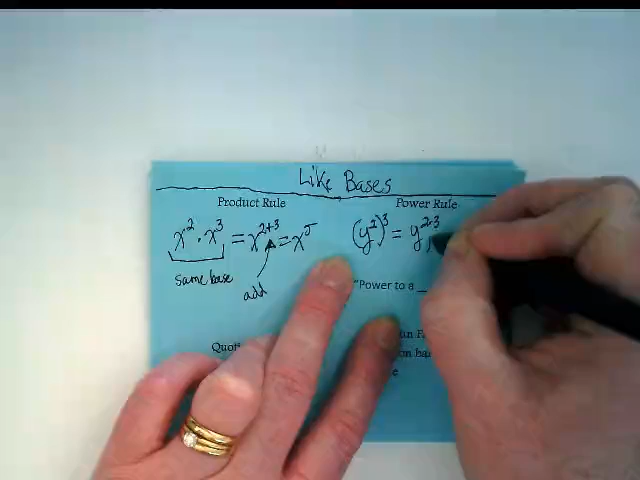 Like Bases
Product Rule
Power Rule
x² · x³ = x²⁺³ = x⁵
(y²)³ = y²·³
same base
add
"Power to a _